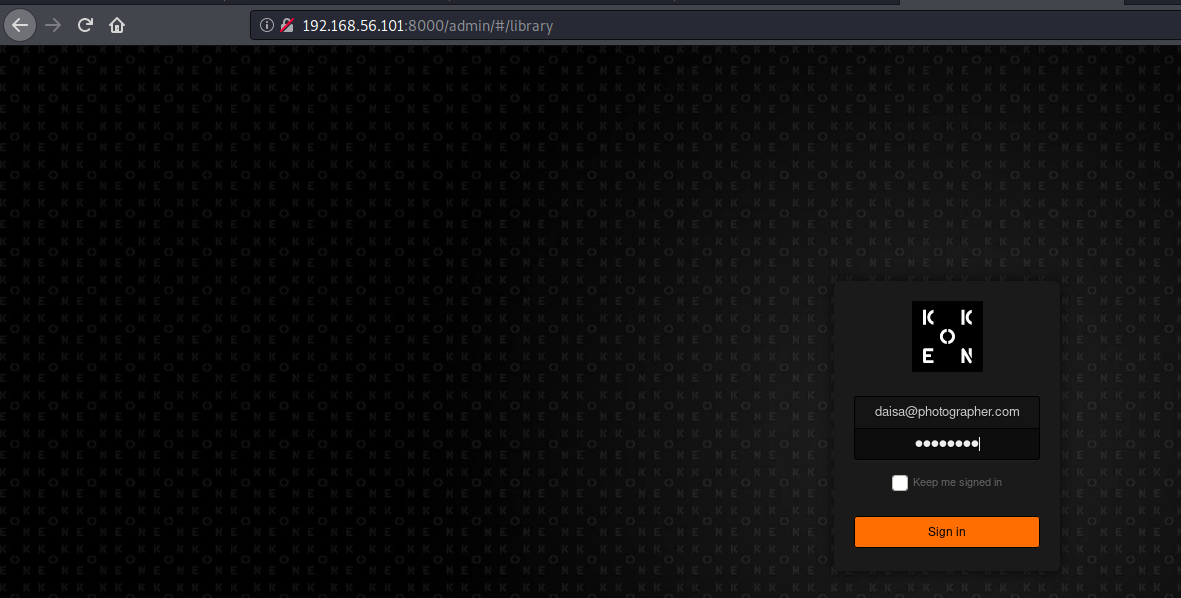 192.168.56.101:8000/admin/#/library
K K
O
E N
daisa@photographer.com
••••••••
Keep me signed in
Sign in